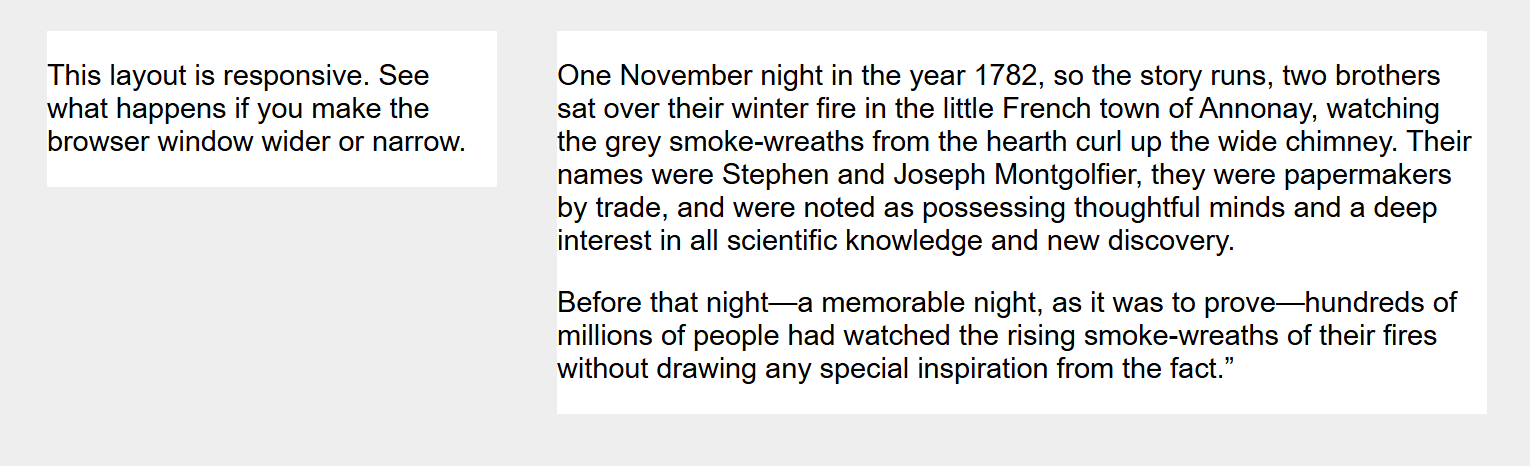 This layout is responsive. See
what happens if you make the
browser window wider or narrow.
One November night in the year 1782, so the story runs, two brothers
sat over their winter fire in the little French town of Annonay, watching
the grey smoke-wreaths from the hearth curl up the wide chimney. Their
names were Stephen and Joseph Montgolfier, they were papermakers
by trade, and were noted as possessing thoughtful minds and a deep
interest in all scientific knowledge and new discovery.
Before that night—a memorable night, as it was to prove—hundreds of
millions of people had watched the rising smoke-wreaths of their fires
without drawing any special inspiration from the fact.”